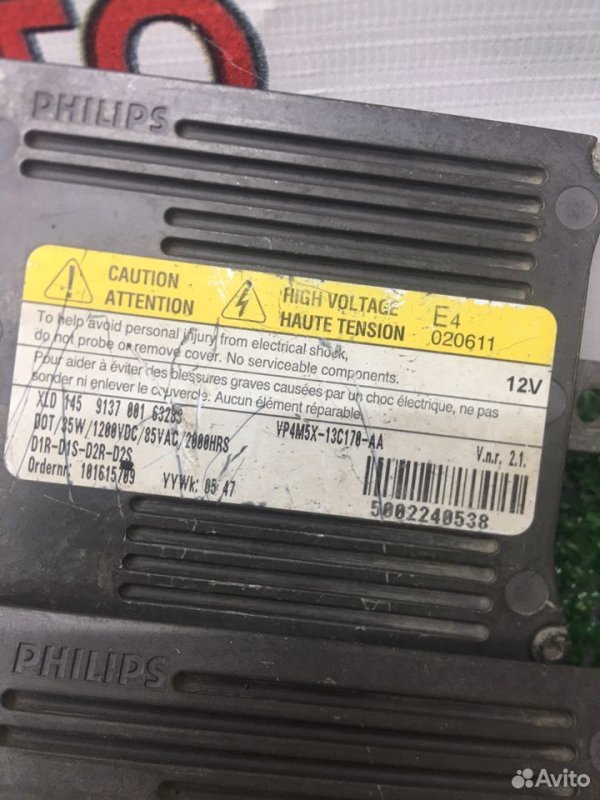 PHILIPS
CAUTION
ATTENTION
HIGH VOLTAGE
HAUTE TENSION
E4
020611
To help avoid personal injury from electrical shock,
do not probe or remove cover. No serviceable components.
Pour aider à éviter des blessures graves causées par un choc électrique, ne pas
sonder ni enlever le couvercle. Aucun élément réparable.
12V
XLD 145 9137 001 63283
DOT/35W/1200VDC/85VAC/2000HRS
D1R-D1S-D2R-D2S
Ordernr: 101615709
YYWk: 05 47
VP4M5X-13C170-AA
V.n.r. 2.1.
5002240538
PHILIPS
Avito